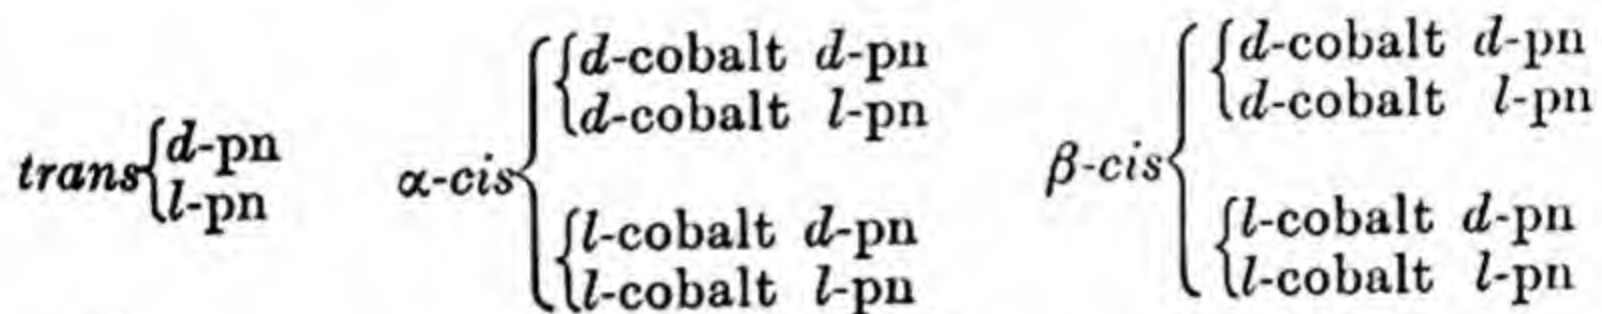 trans { d-pn
l-pn
α-cis { d-cobalt d-pn
d-cobalt l-pn
l-cobalt d-pn
l-cobalt l-pn
β-cis { d-cobalt d-pn
d-cobalt l-pn
l-cobalt d-pn
l-cobalt l-pn